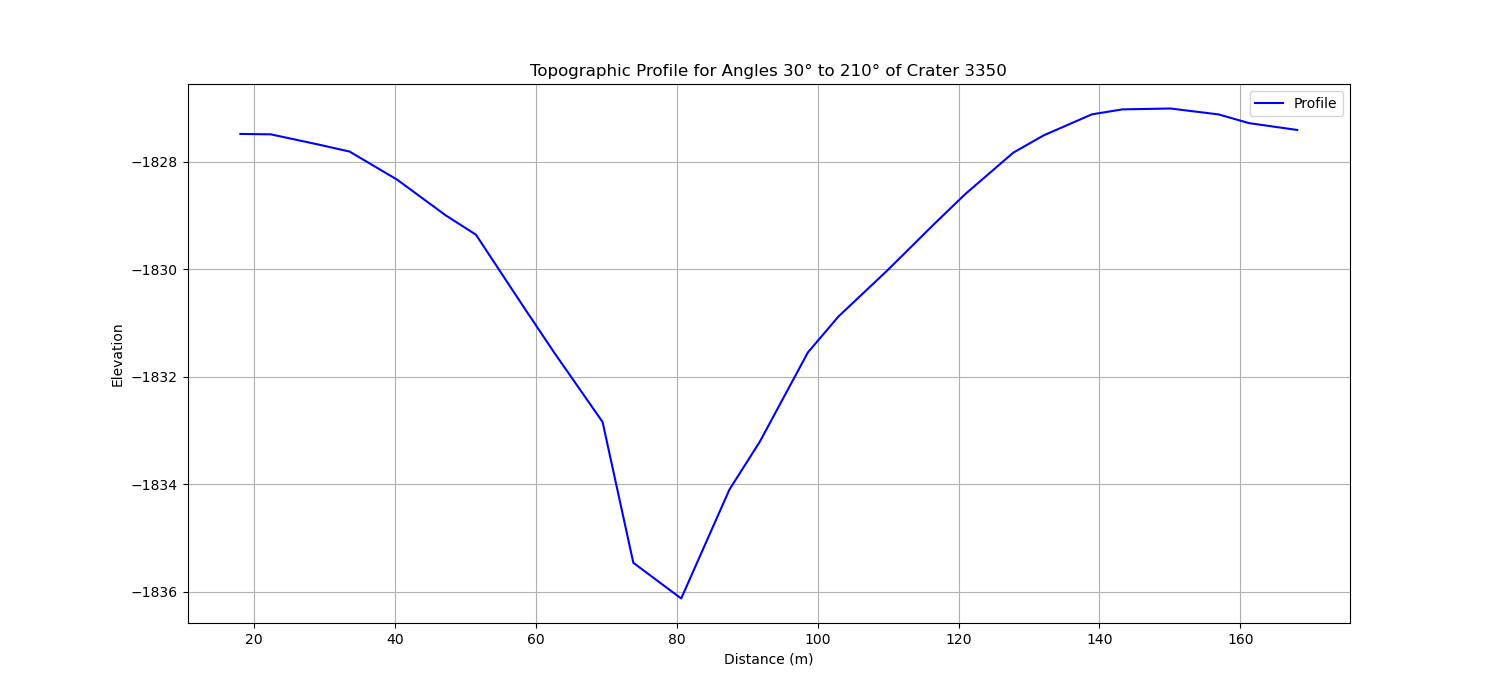 Topographic Profile for Angles 30° to 210° of Crater 3350
Profile
Elevation
−1828
−1830
−1832
−1834
−1836
20 40 60 80 100 120 140 160
Distance (m)